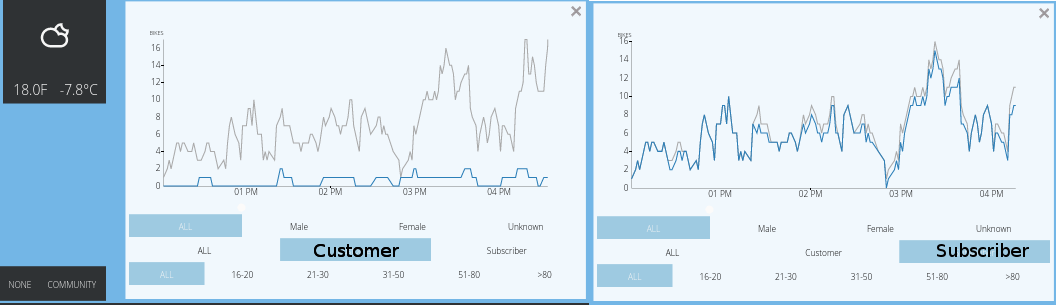 18.0F -7.8°C
NONE COMMUNITY
BIKES
16
14
12
10
8
6
4
2
0
01 PM 02 PM 03 PM 04 PM
ALL Male Female Unknown
ALL Customer Subscriber
ALL 16-20 21-30 31-50 51-80 >80
BIKES
16
14
12
10
8
6
4
2
0
01 PM 02 PM 03 PM 04 PM
ALL Male Female Unknown
ALL Customer Subscriber
ALL 16-20 21-30 31-50 51-80 >80